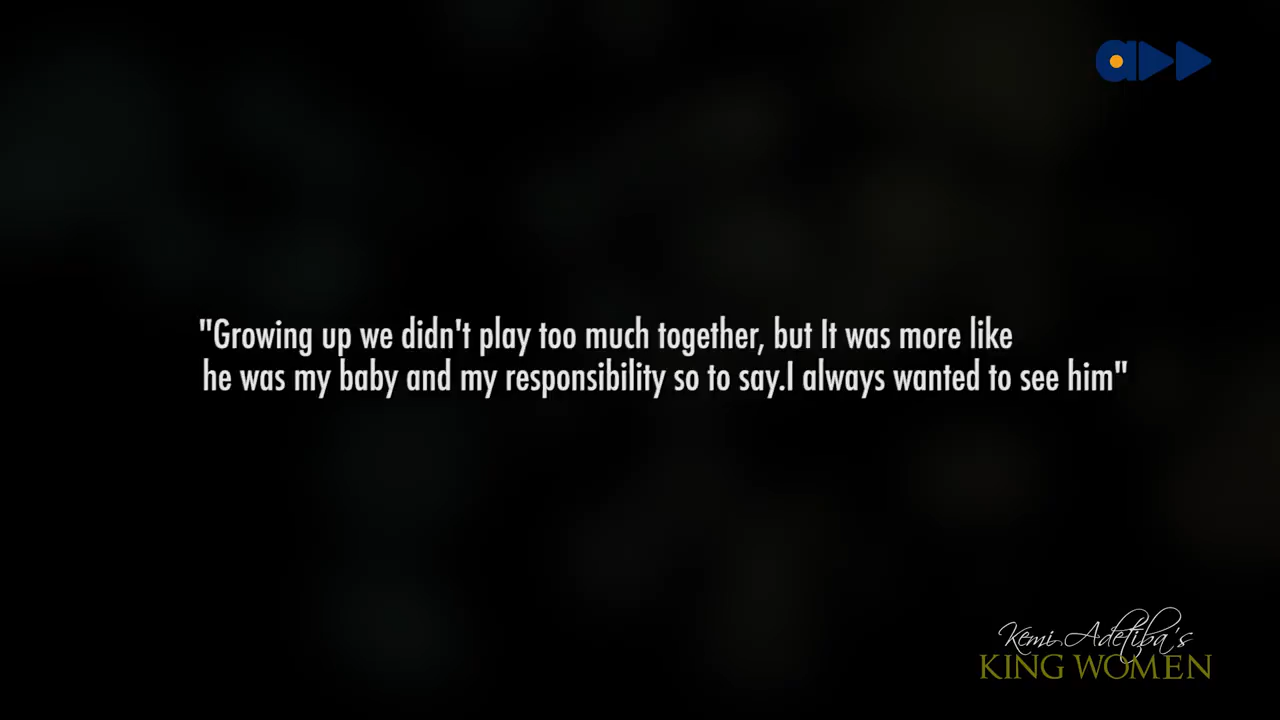 "Growing up we didn't play too much together, but It was more like
he was my baby and my responsibility so to say.I always wanted to see him"
Kemi Adetiba's
KING WOMEN